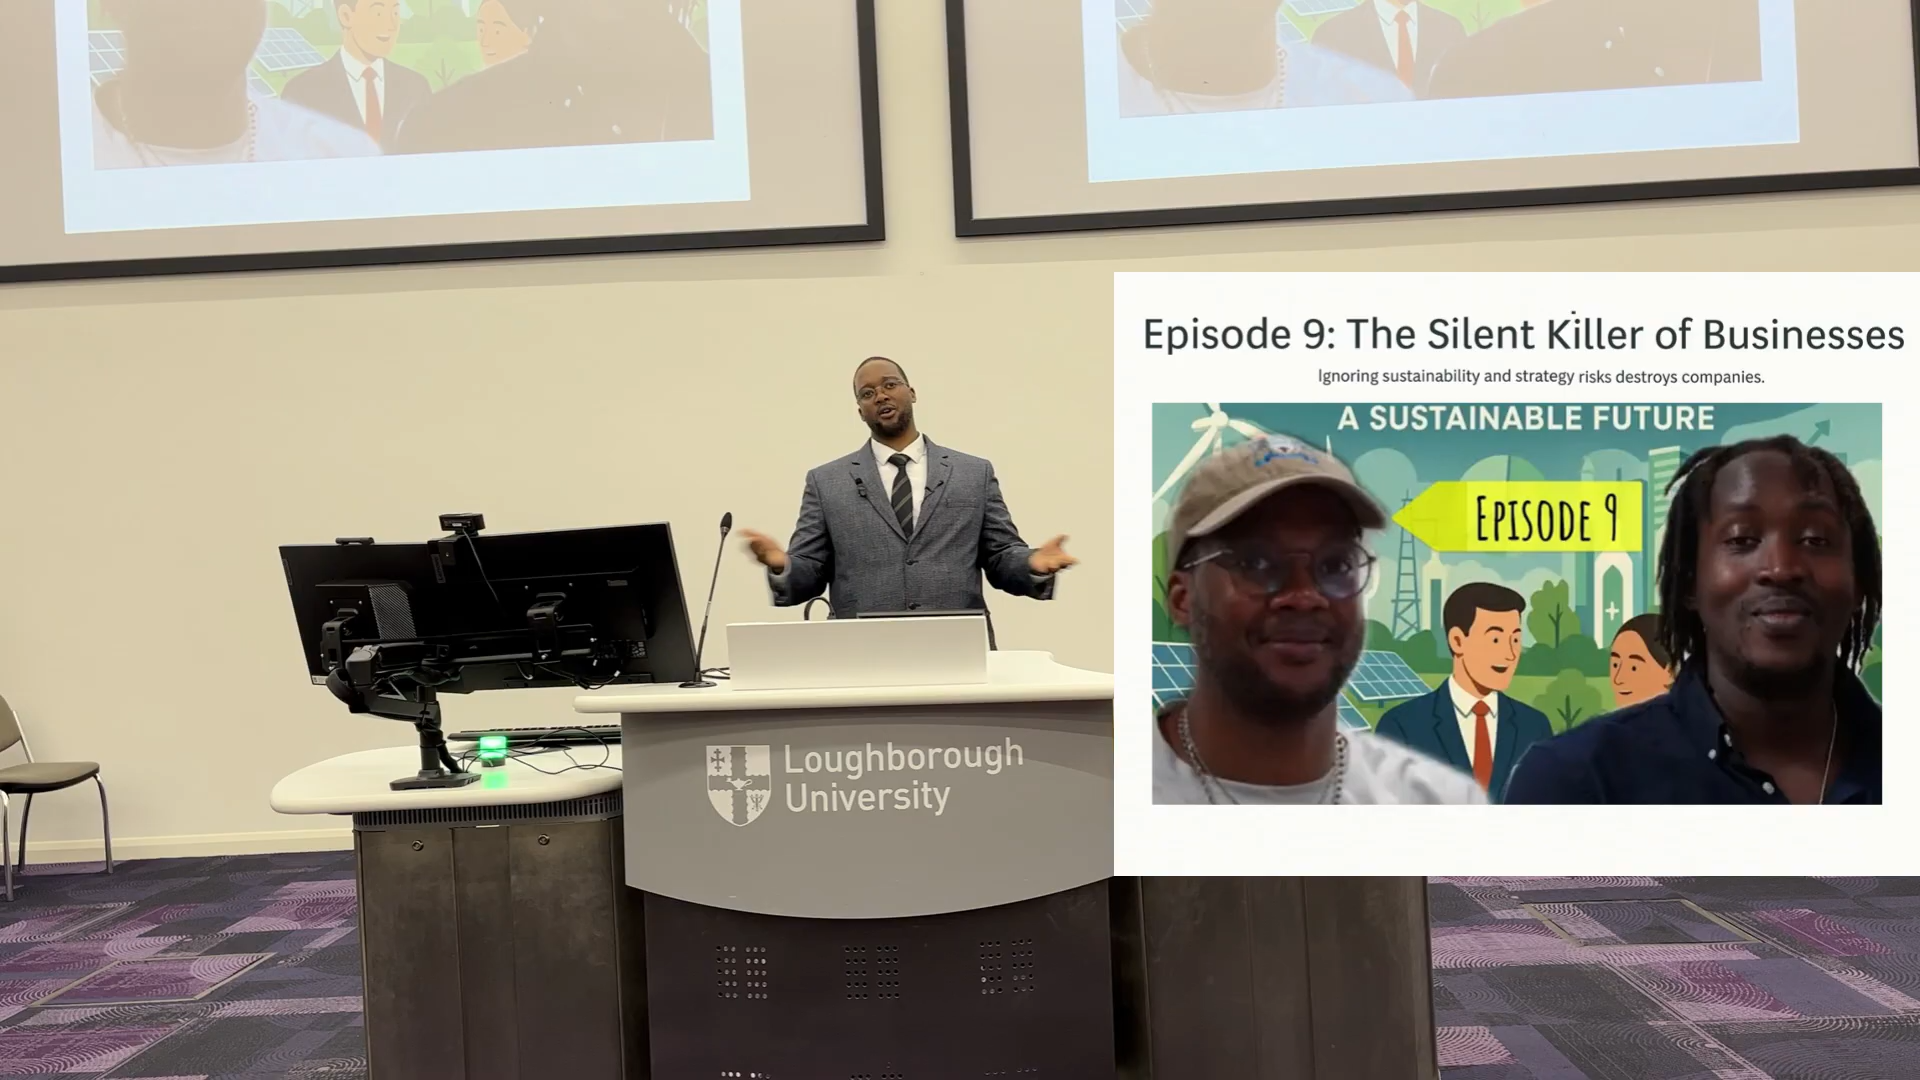 Episode 9: The Silent Killer of Businesses
Ignoring sustainability and strategy risks destroys companies.
A SUSTAINABLE FUTURE
EPISODE 9
Loughborough
University